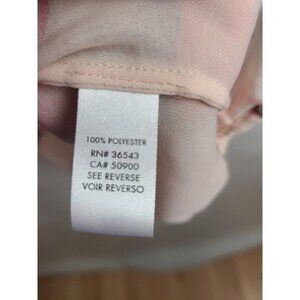 100% POLYESTER
RN# 36543
CA# 50900
SEE REVERSE
VOIR REVERSO